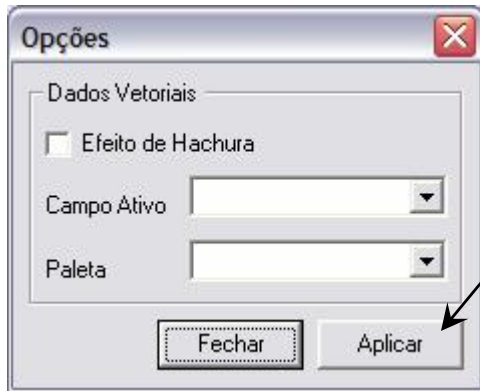 Opções
Dados Vetoriais
Efeito de Hachura
Campo Ativo
Paleta
Fechar Aplicar